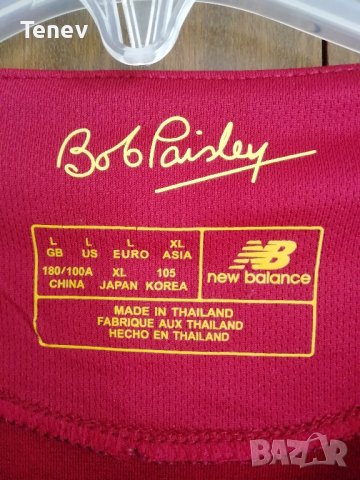 Tenev
Bob Paisley
L L L XL
GB US EURO ASIA
180/100A XL 105
CHINA JAPAN KOREA
NB
new balance
MADE IN THAILAND
FABRIQUE AUX THAILAND
HECHO EN THAILAND
BAZAR